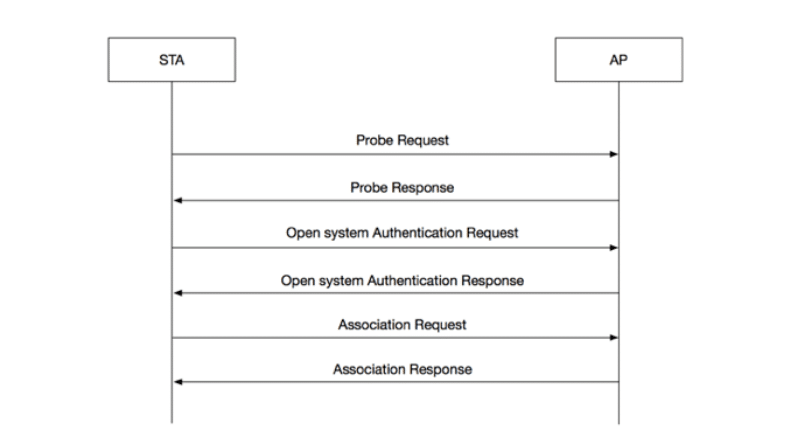 STA
AP
Probe Request
Probe Response
Open system Authentication Request
Open system Authentication Response
Association Request
Association Response